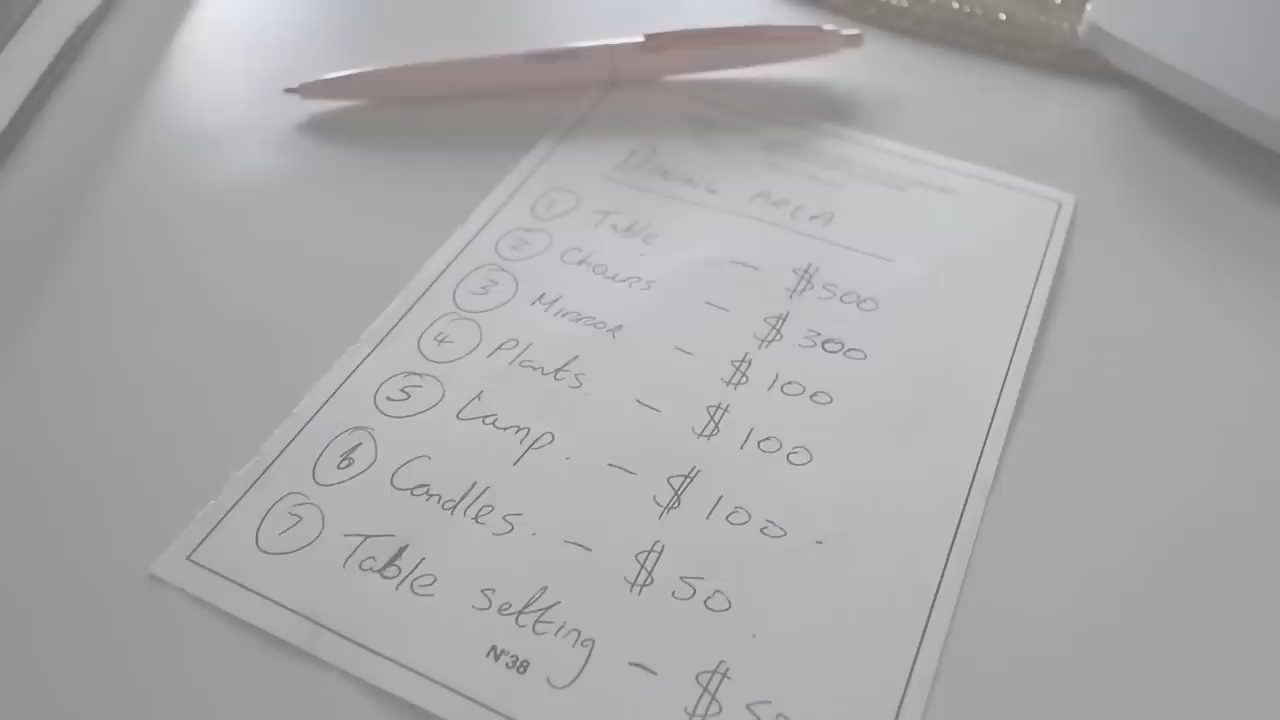 DINING AREA
① Table - $500
② Chairs - $300
③ MIRROR - $100
④ Plants. - $100
⑤ Lamp. - $100.
⑥ Candles. - $50.
⑦ Table setting - $
Nº38